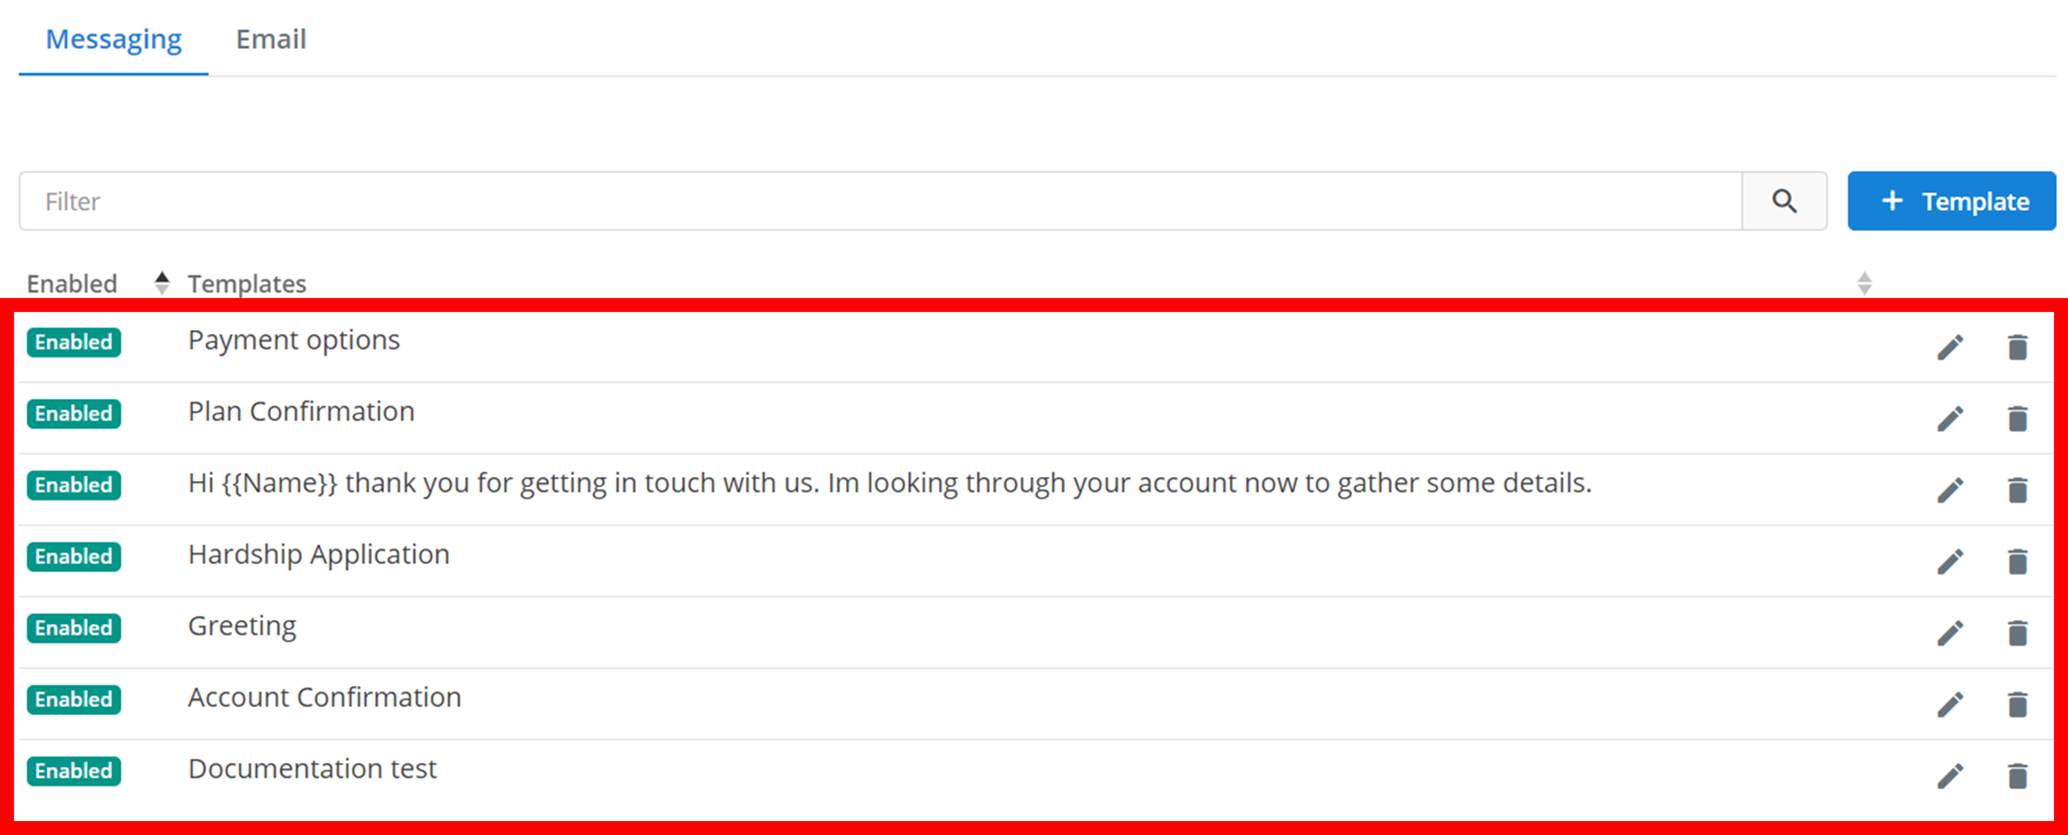 Messaging Email
Filter
+ Template
Enabled Templates
Enabled Payment options
Enabled Plan Confirmation
Enabled Hi {{Name}} thank you for getting in touch with us. Im looking through your account now to gather some details.
Enabled Hardship Application
Enabled Greeting
Enabled Account Confirmation
Enabled Documentation test